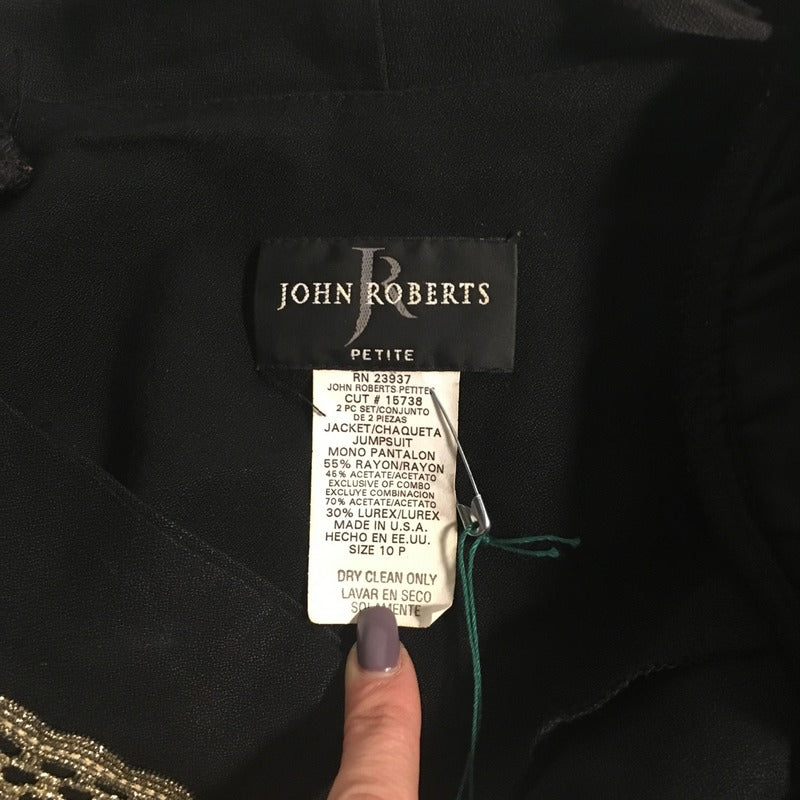 JR
JOHN ROBERTS
PETITE
RN 23937
JOHN ROBERTS PETITES
CUT # 15738
2 PC SET/CONJUNTO
DE 2 PIEZAS
JACKET/CHAQUETA
JUMPSUIT
MONO PANTALON
55% RAYON/RAYON
46% ACETATE/ACETATO
EXCLUSIVE OF COMBO
EXCLUYE COMBINACION
70% ACETATE/ACETATO
30% LUREX/LUREX
MADE IN U.S.A.
HECHO EN EE.UU.
SIZE 10 P
DRY CLEAN ONLY
LAVAR EN SECO
SOLAMENTE